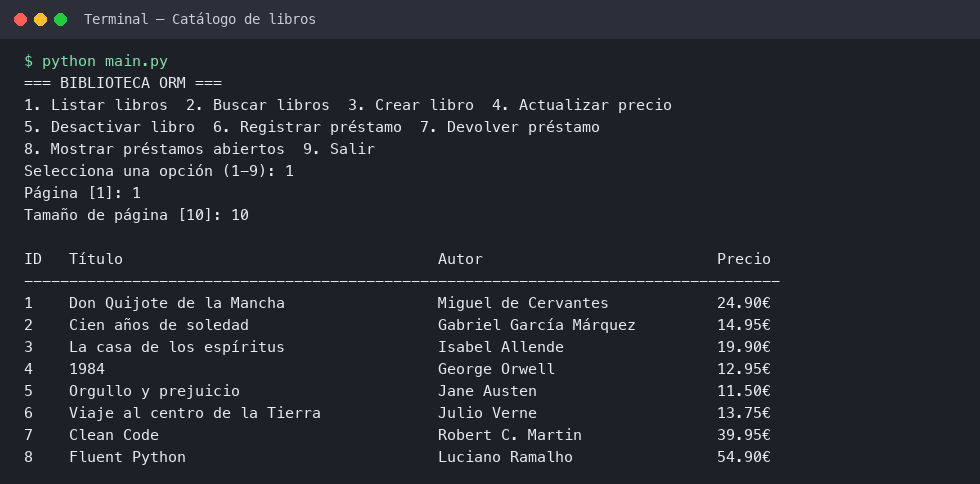 Terminal — Catálogo de libros
$ python main.py
=== BIBLIOTECA ORM ===
1. Listar libros  2. Buscar libros  3. Crear libro  4. Actualizar precio
5. Desactivar libro  6. Registrar préstamo  7. Devolver préstamo
8. Mostrar préstamos abiertos  9. Salir
Selecciona una opción (1–9): 1
Página [1]: 1
Tamaño de página [10]: 10
ID   Título                                   Autor                          Precio
————————————————————————————————————————————————————————————————————————————————————
1    Don Quijote de la Mancha                 Miguel de Cervantes            24.90€
2    Cien años de soledad                     Gabriel García Márquez         14.95€
3    La casa de los espíritus                 Isabel Allende                 19.90€
4    1984                                     George Orwell                  12.95€
5    Orgullo y prejuicio                      Jane Austen                    11.50€
6    Viaje al centro de la Tierra             Julio Verne                    13.75€
7    Clean Code                               Robert C. Martin               39.95€
8    Fluent Python                            Luciano Ramalho                54.90€